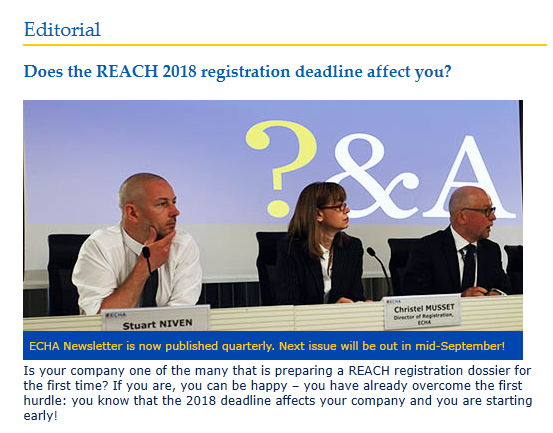 Editorial
Does the REACH 2018 registration deadline affect you?
?&A
ECHA
Stuart NIVEN
ECHA
Christel MUSSET
Director of Registration,
ECHA
ECHA Newsletter is now published quarterly. Next issue will be out in mid-September!
Is your company one of the many that is preparing a REACH registration dossier for
the first time? If you are, you can be happy – you have already overcome the first
hurdle: you know that the 2018 deadline affects your company and you are starting
early!